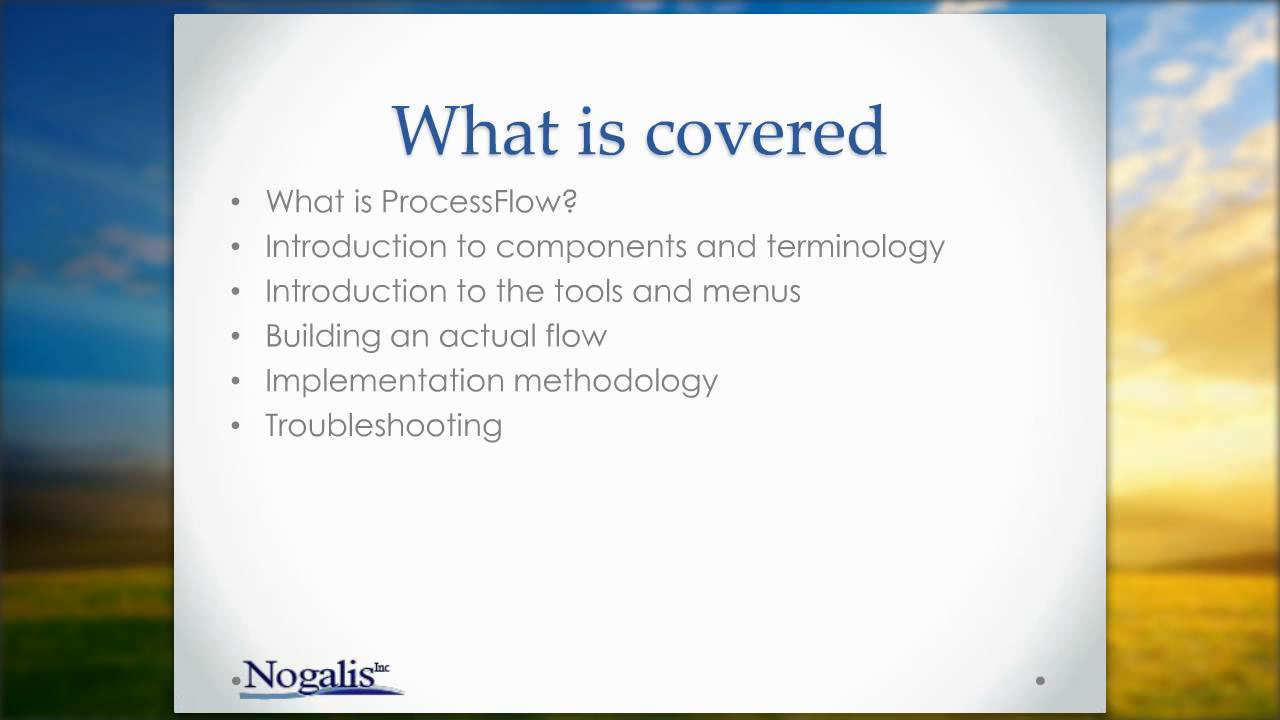 What is covered
• What is ProcessFlow?
• Introduction to components and terminology
• Introduction to the tools and menus
• Building an actual flow
• Implementation methodology
• Troubleshooting
Nogalis Inc